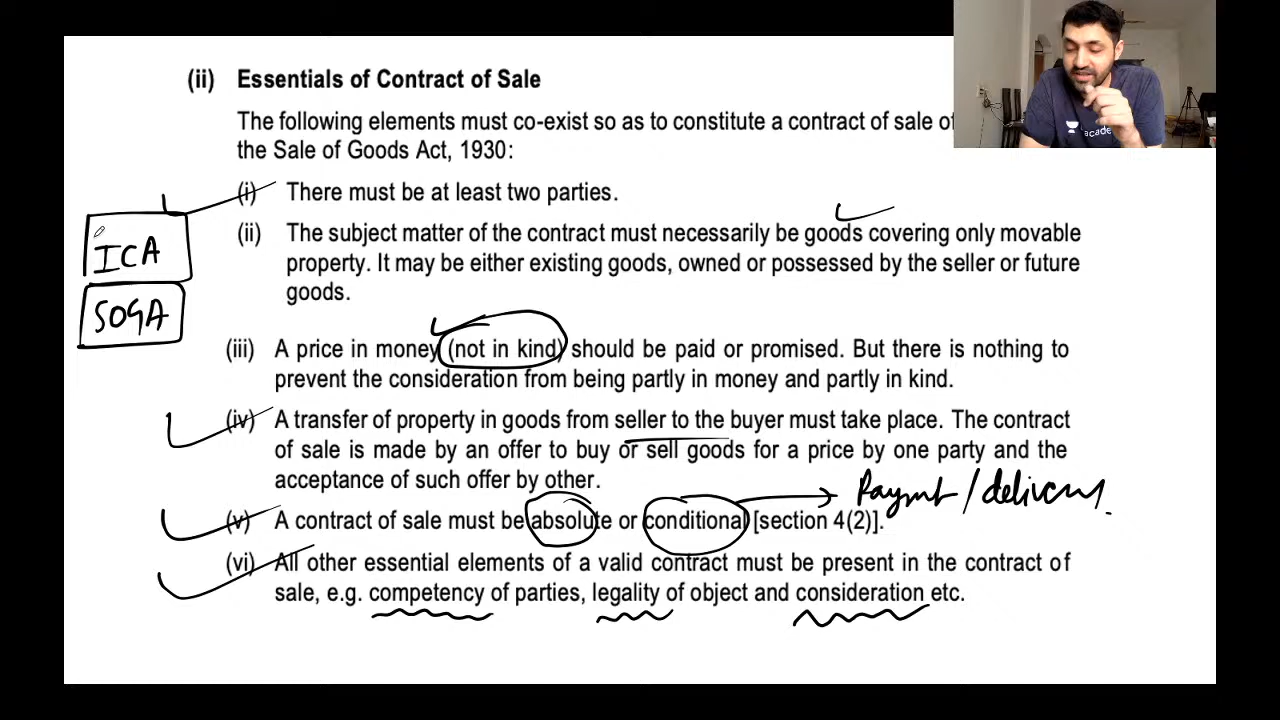 (ii) Essentials of Contract of Sale
The following elements must co-exist so as to constitute a contract of sale of
the Sale of Goods Act, 1930:
(i) There must be at least two parties.
(ii) The subject matter of the contract must necessarily be goods covering only movable
property. It may be either existing goods, owned or possessed by the seller or future
goods.
ICA
SOGA
(iii) A price in money (not in kind) should be paid or promised. But there is nothing to
prevent the consideration from being partly in money and partly in kind.
(iv) A transfer of property in goods from seller to the buyer must take place. The contract
of sale is made by an offer to buy or sell goods for a price by one party and the
acceptance of such offer by other.
Paymt/delivery.
(v) A contract of sale must be absolute or conditional [section 4(2)].
(vi) All other essential elements of a valid contract must be present in the contract of
sale, e.g. competency of parties, legality of object and consideration etc.